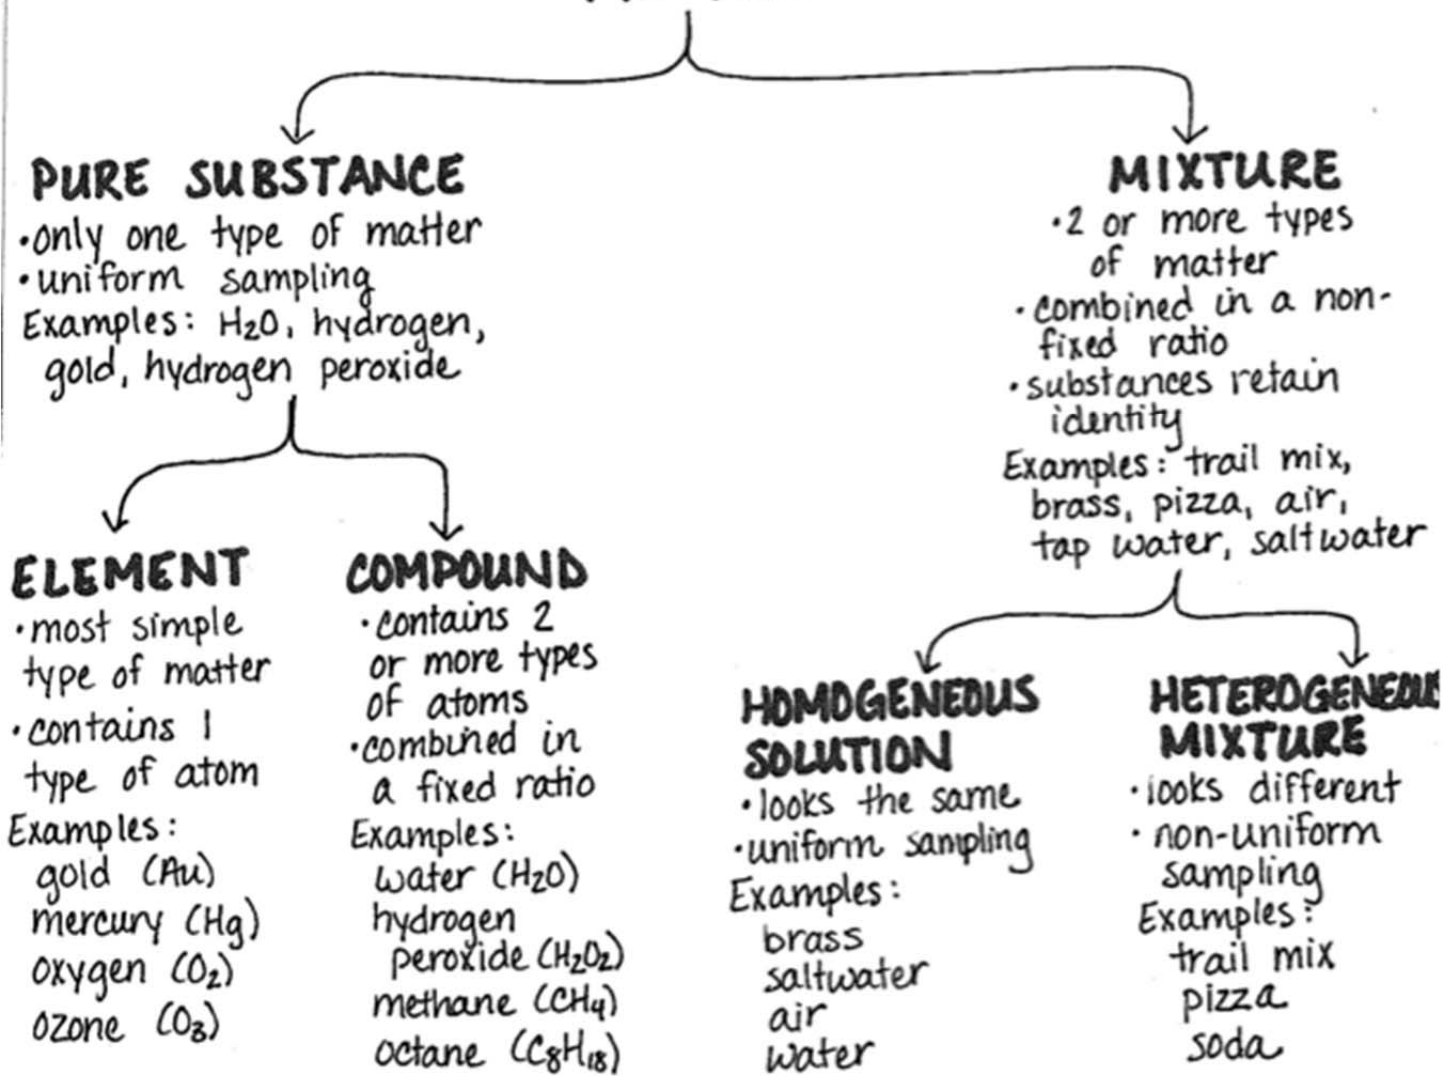 PURE SUBSTANCE
•only one type of matter
•uniform sampling
Examples: H₂O, hydrogen,
gold, hydrogen peroxide
MIXTURE
•2 or more types
of matter
•combined in a non-
fixed ratio
•substances retain
identity
Examples: trail mix,
brass, pizza, air,
tap water, saltwater
ELEMENT
•most simple
type of matter
•contains 1
type of atom
Examples:
gold (Au)
mercury (Hg)
oxygen (O₂)
ozone (O₃)
COMPOUND
•contains 2
or more types
of atoms
•combined in
a fixed ratio
Examples:
water (H₂O)
hydrogen
peroxide (H₂O₂)
methane (CH₄)
octane (C₈H₁₈)
HOMOGENEOUS
SOLUTION
•looks the same
•uniform sampling
Examples:
brass
saltwater
air
water
HETEROGENEOUS
MIXTURE
•looks different
•non-uniform
sampling
Examples:
trail mix
pizza
soda